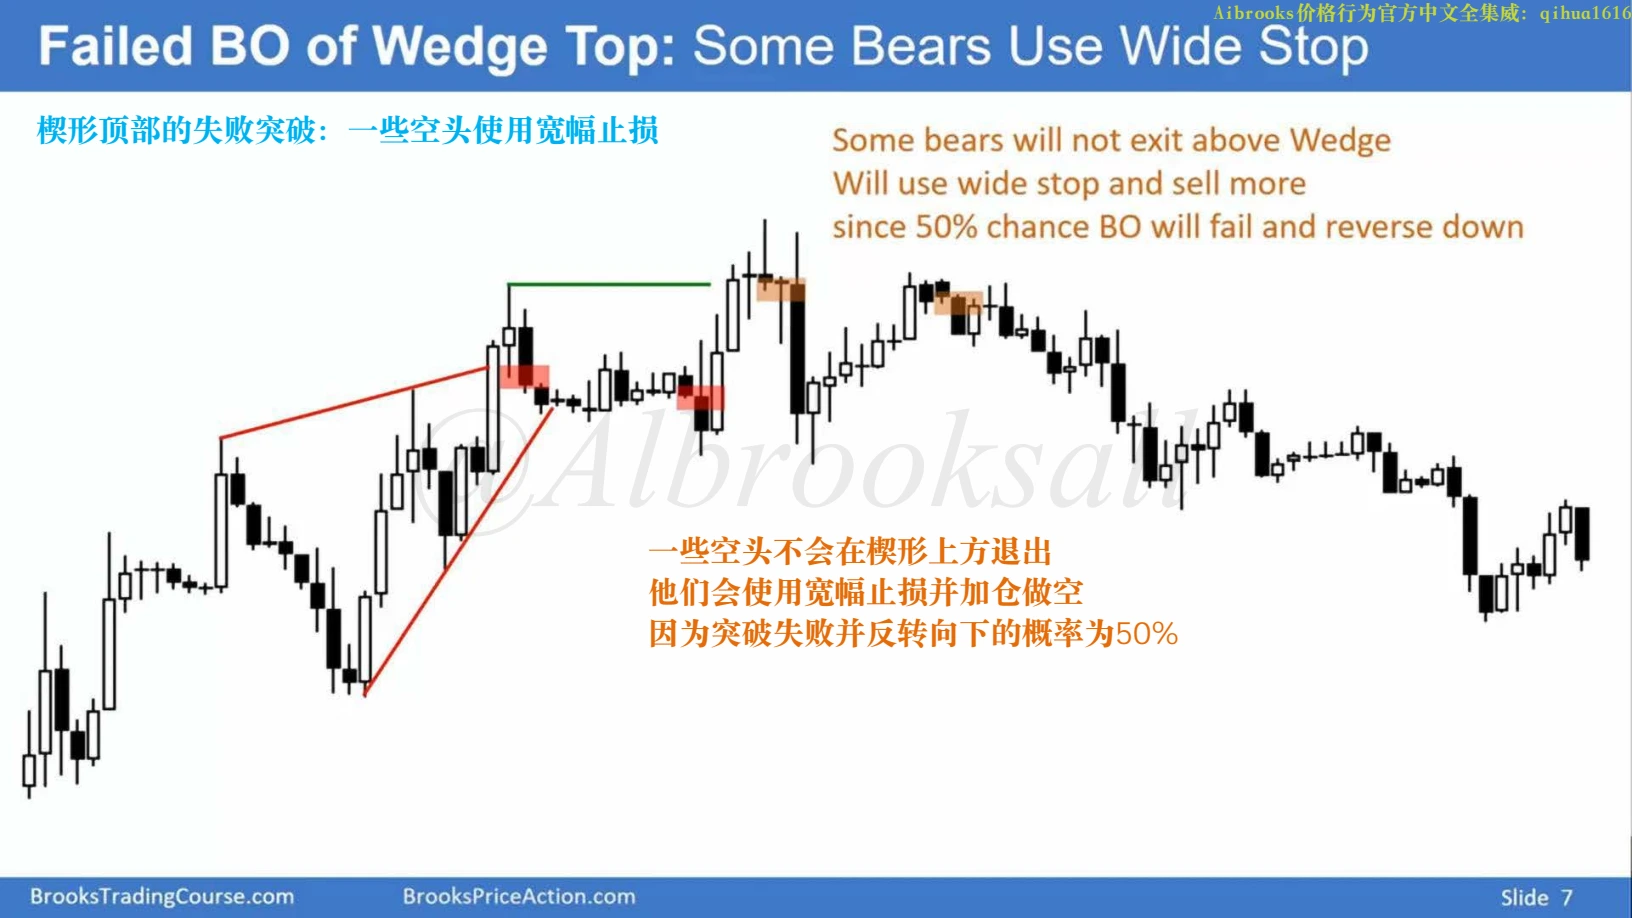 Aibrooks价格行为官方中文全集威: qihua1616
Failed BO of Wedge Top: Some Bears Use Wide Stop
楔形顶部的失败突破：一些空头使用宽幅止损
Some bears will not exit above Wedge
Will use wide stop and sell more
since 50% chance BO will fail and reverse down
@Albrooksall
一些空头不会在楔形上方退出
他们会使用宽幅止损并加仓做空
因为突破失败并反转向下的概率为50%
BrooksTradingCourse.com
BrooksPriceAction.com
Slide 7